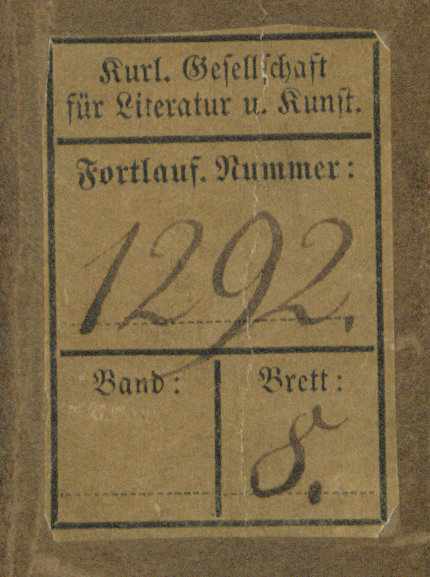 Kurl. Gesellschaft
für Literatur u. Kunst.
Fortlauf. Nummer:
1292.
Band: Brett:
8.